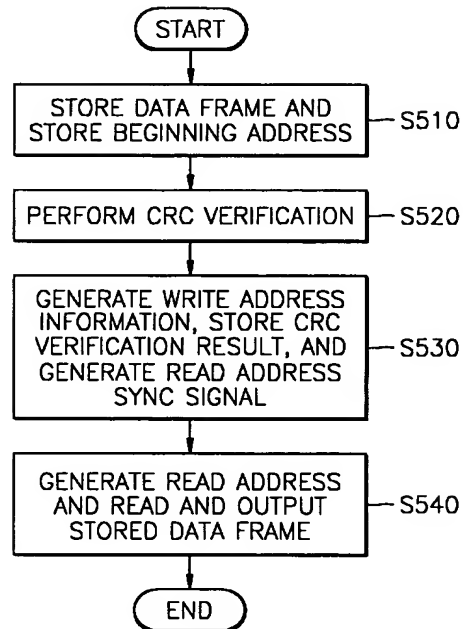 START
STORE DATA FRAME AND
STORE BEGINNING ADDRESS
S510
PERFORM CRC VERIFICATION
S520
GENERATE WRITE ADDRESS
INFORMATION, STORE CRC
VERIFICATION RESULT, AND
GENERATE READ ADDRESS
SYNC SIGNAL
S530
GENERATE READ ADDRESS
AND READ AND OUTPUT
STORED DATA FRAME
S540
END